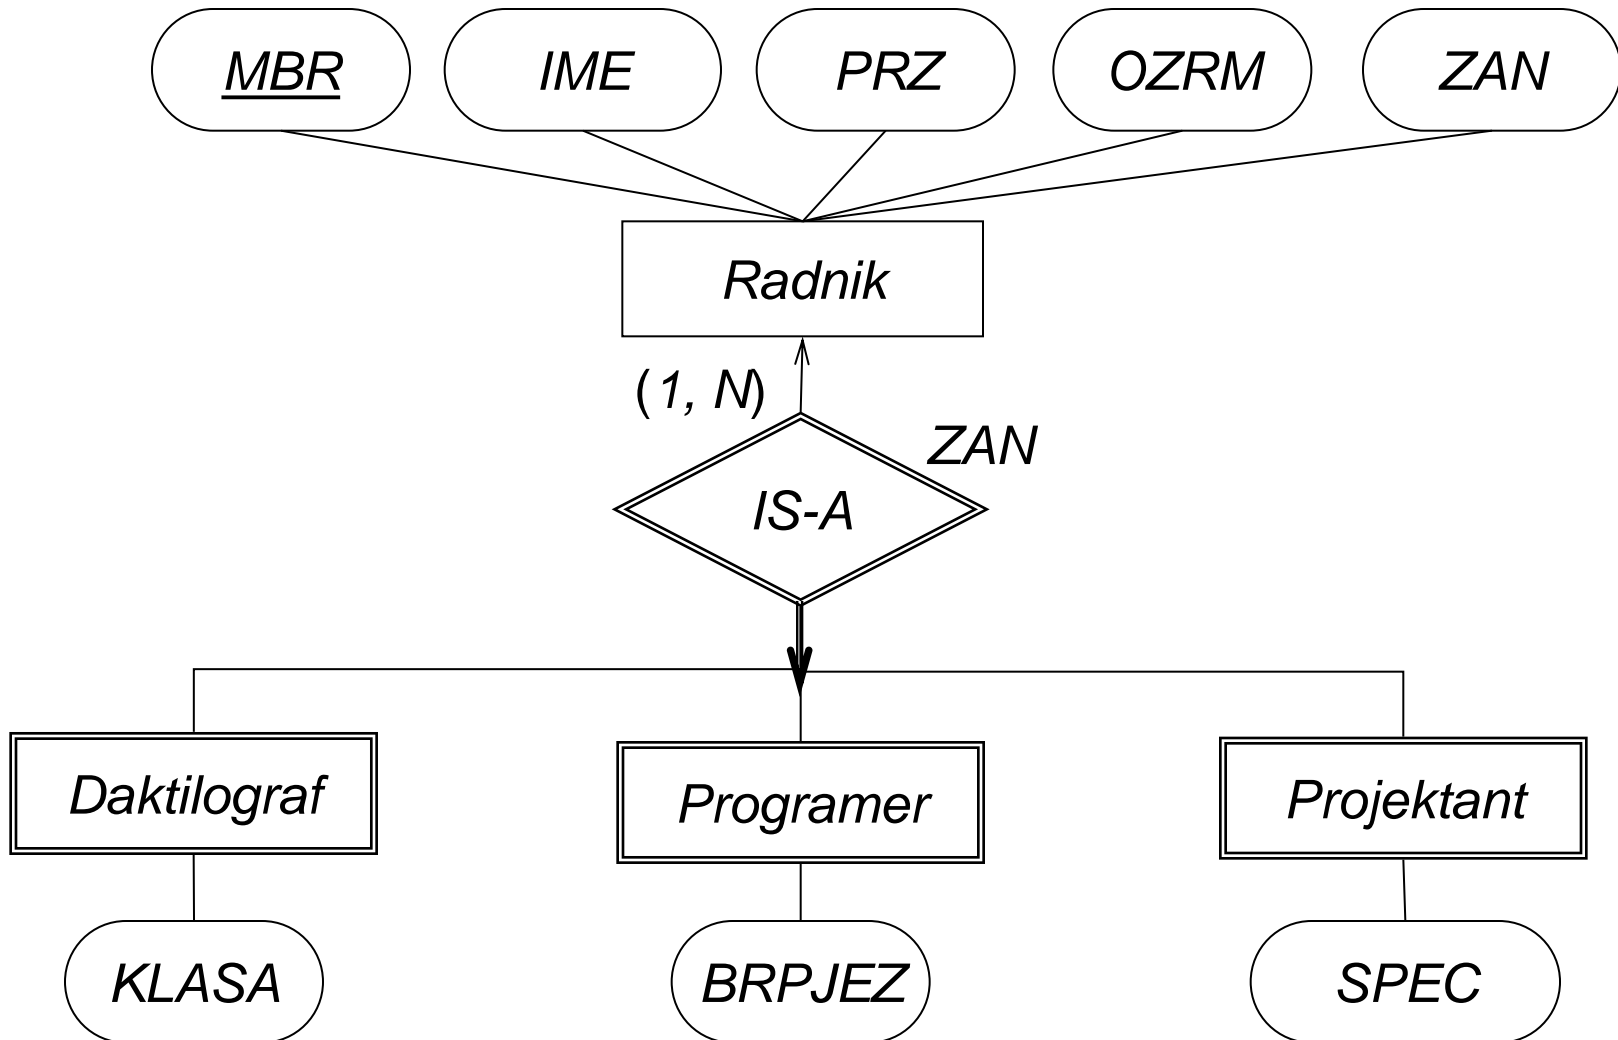 MBR
IME
PRZ
OZRM
ZAN
Radnik
(1, N)
ZAN
IS-A
Daktilograf
Programer
Projektant
KLASA
BRPJEZ
SPEC